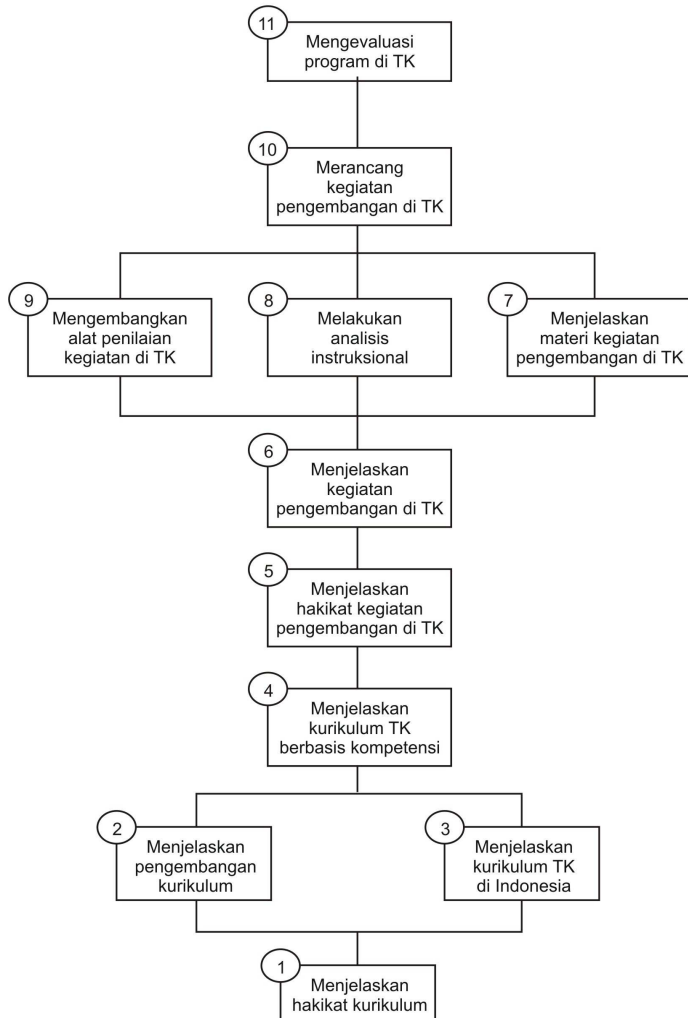 11
Mengevaluasi
program di TK
10
Merancang
kegiatan
pengembangan di TK
9
Mengembangkan
alat penilaian
kegiatan di TK
8
Melakukan
analisis
instruksional
7
Menjelaskan
materi kegiatan
pengembangan di TK
6
Menjelaskan
kegiatan
pengembangan di TK
5
Menjelaskan
hakikat kegiatan
pengembangan di TK
4
Menjelaskan
kurikulum TK
berbasis kompetensi
2
Menjelaskan
pengembangan
kurikulum
3
Menjelaskan
kurikulum TK
di Indonesia
1
Menjelaskan
hakikat kurikulum